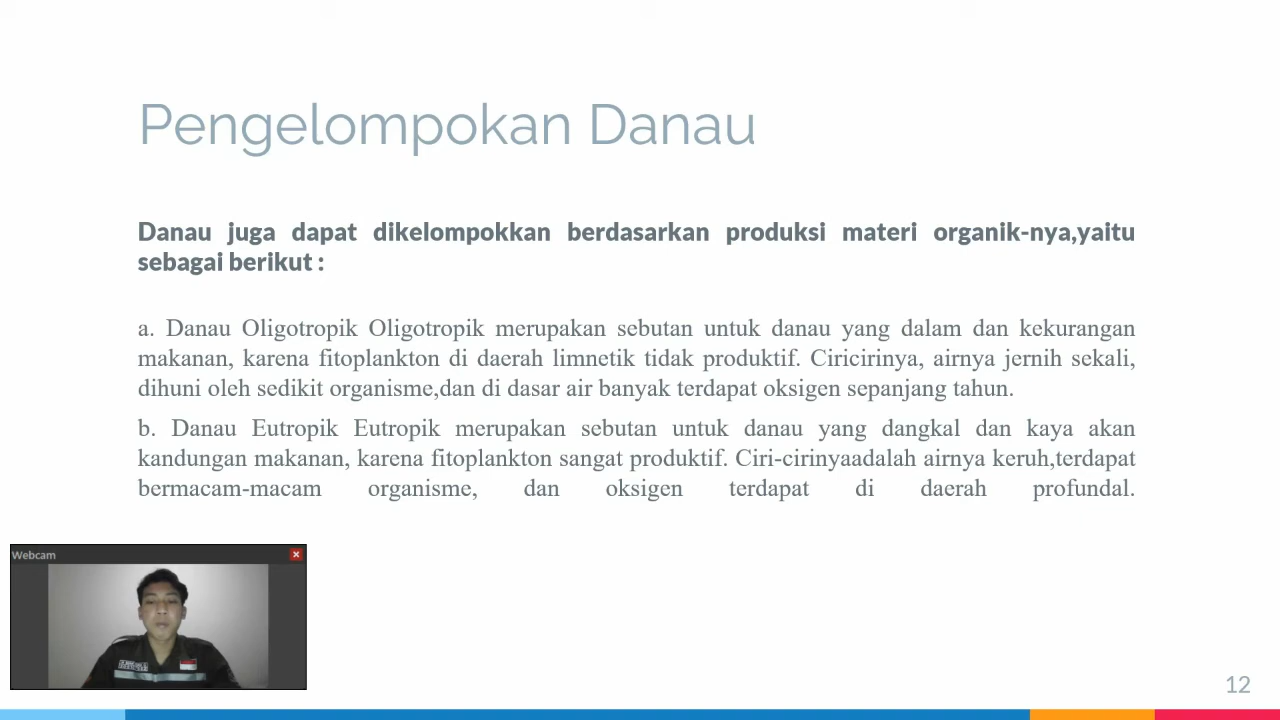 Pengelompokan Danau
Danau juga dapat dikelompokkan berdasarkan produksi materi organik-nya,yaitu
sebagai berikut :
a. Danau Oligotropik Oligotropik merupakan sebutan untuk danau yang dalam dan kekurangan
makanan, karena fitoplankton di daerah limnetik tidak produktif. Ciricirinya, airnya jernih sekali,
dihuni oleh sedikit organisme,dan di dasar air banyak terdapat oksigen sepanjang tahun.
b. Danau Eutropik Eutropik merupakan sebutan untuk danau yang dangkal dan kaya akan
kandungan makanan, karena fitoplankton sangat produktif. Ciri-cirinyaadalah airnya keruh,terdapat
bermacam-macam organisme, dan oksigen terdapat di daerah profundal.
Webcam
12